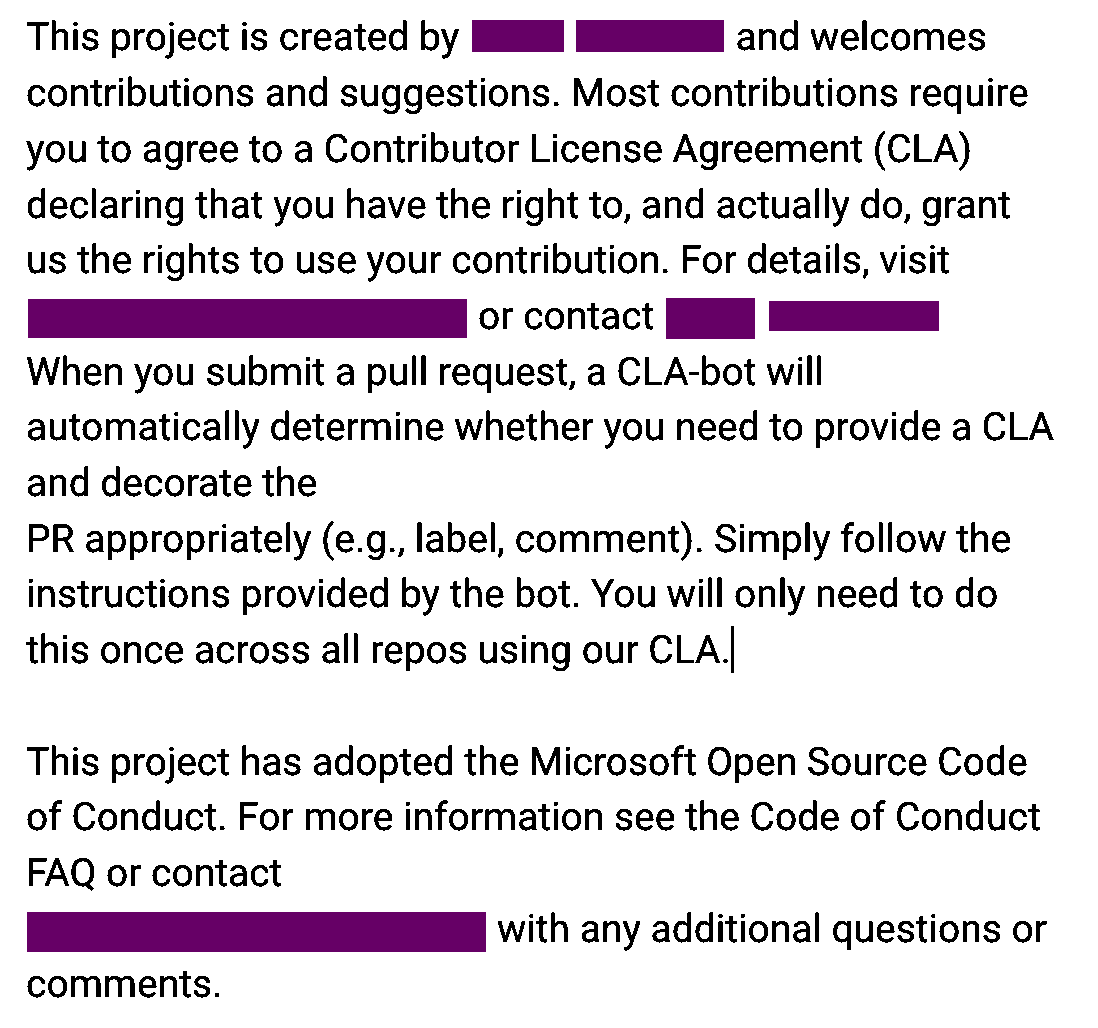 This project is created by and welcomes
contributions and suggestions. Most contributions require
you to agree to a Contributor License Agreement (CLA)
declaring that you have the right to, and actually do, grant
us the rights to use your contribution. For details, visit
or contact
When you submit a pull request, a CLA-bot will
automatically determine whether you need to provide a CLA
and decorate the
PR appropriately (e.g., label, comment). Simply follow the
instructions provided by the bot. You will only need to do
this once across all repos using our CLA.
This project has adopted the Microsoft Open Source Code
of Conduct. For more information see the Code of Conduct
FAQ or contact
with any additional questions or
comments.